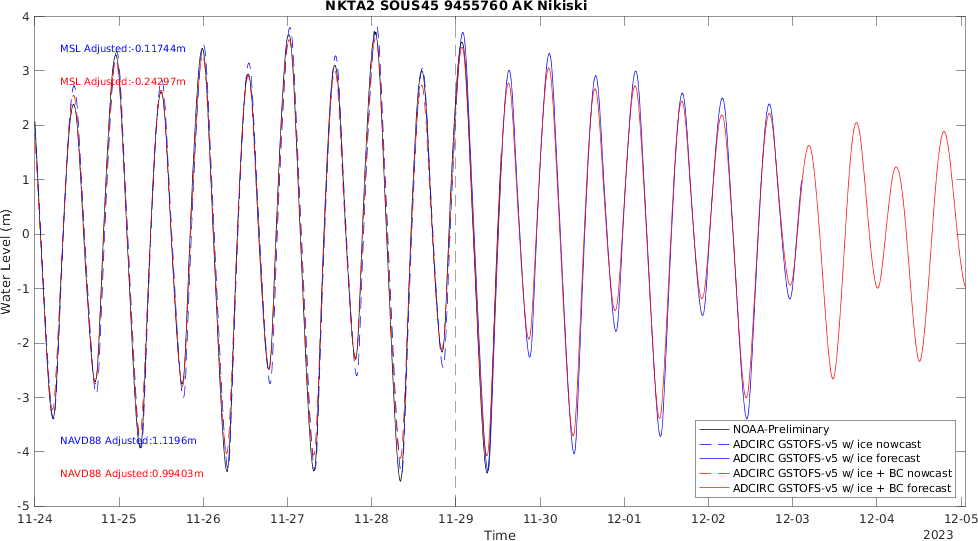 NKTA2 SOUS45 9455760 AK Nikiski
4
3
2
1
0
-1
-2
-3
-4
-5
Water Level (m)
MSL Adjusted:-0.11744m
MSL Adjusted:-0.24297m
NAVD88 Adjusted:1.1196m
NAVD88 Adjusted:0.99403m
NOAA-Preliminary
ADCIRC GSTOFS-v5 w/ ice nowcast
ADCIRC GSTOFS-v5 w/ ice forecast
ADCIRC GSTOFS-v5 w/ ice + BC nowcast
ADCIRC GSTOFS-v5 w/ ice + BC forecast
11-24 11-25 11-26 11-27 11-28 11-29 11-30 12-01 12-02 12-03 12-04 12-05
Time
2023